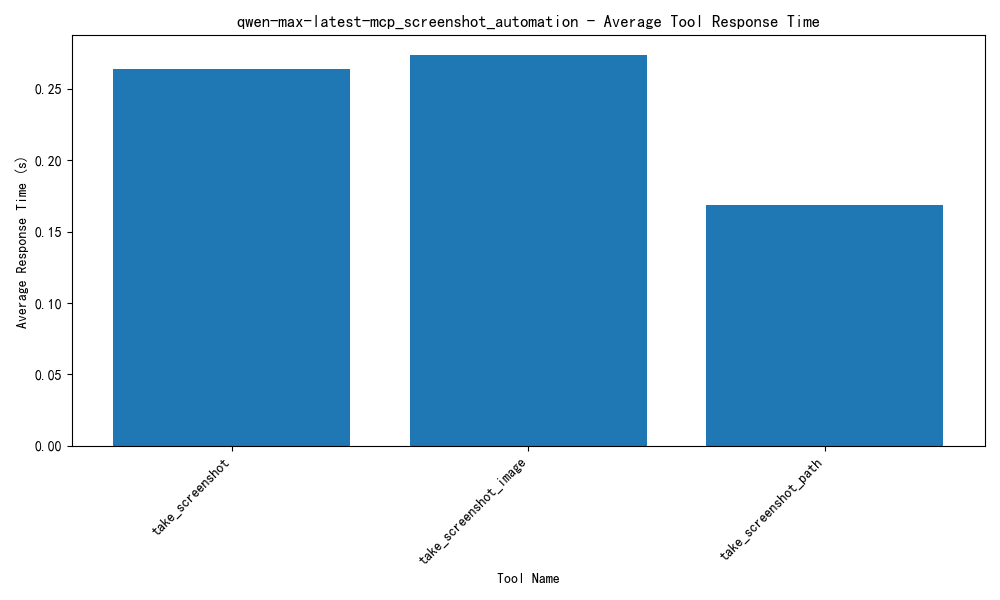 qwen-max-latest-mcp_screenshot_automation - Average Tool Response Time
Average Response Time (s)
0.25
0.20
0.15
0.10
0.05
0.00
take_screenshot
take_screenshot_image
take_screenshot_path
Tool Name